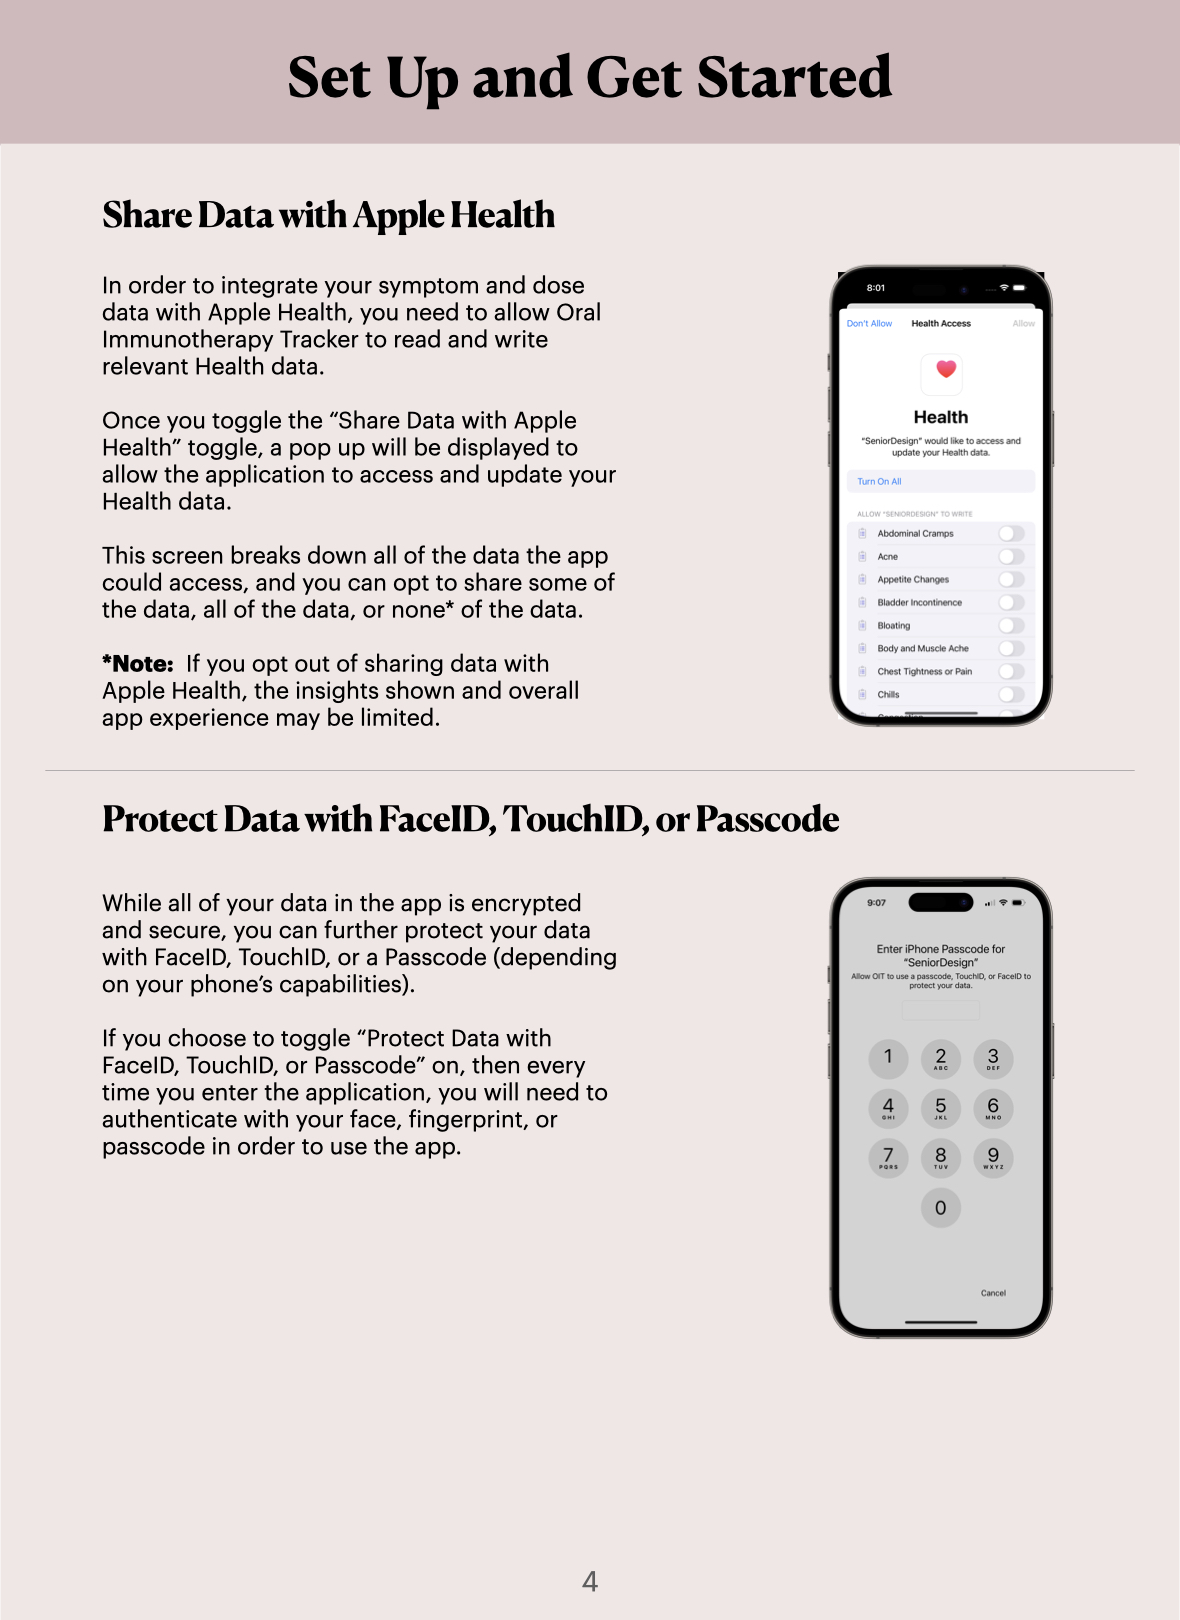 Set Up and Get Started
Share Data with Apple Health
In order to integrate your symptom and dose
data with Apple Health, you need to allow Oral
Immunotherapy Tracker to read and write
relevant Health data.
Once you toggle the “Share Data with Apple
Health” toggle, a pop up will be displayed to
allow the application to access and update your
Health data.
This screen breaks down all of the data the app
could access, and you can opt to share some of
the data, all of the data, or none* of the data.
*Note: If you opt out of sharing data with
Apple Health, the insights shown and overall
app experience may be limited.
8:01
Don't Allow Health Access Allow
Health
“SeniorDesign” would like to access and
update your Health data.
Turn On All
ALLOW “SENIORDESIGN” TO WRITE
Abdominal Cramps
Acne
Appetite Changes
Bladder Incontinence
Bloating
Body and Muscle Ache
Chest Tightness or Pain
Chills
Protect Data with FaceID, TouchID, or Passcode
While all of your data in the app is encrypted
and secure, you can further protect your data
with FaceID, TouchID, or a Passcode (depending
on your phone’s capabilities).
If you choose to toggle “Protect Data with
FaceID, TouchID, or Passcode” on, then every
time you enter the application, you will need to
authenticate with your face, fingerprint, or
passcode in order to use the app.
9:07
Enter iPhone Passcode for
“SeniorDesign”
Allow OIT to use a passcode, TouchID, or FaceID to
protect your data.
1 2 3
ABC DEF
4 5 6
GHI JKL MNO
7 8 9
PQRS TUV WXYZ
0
Cancel
4